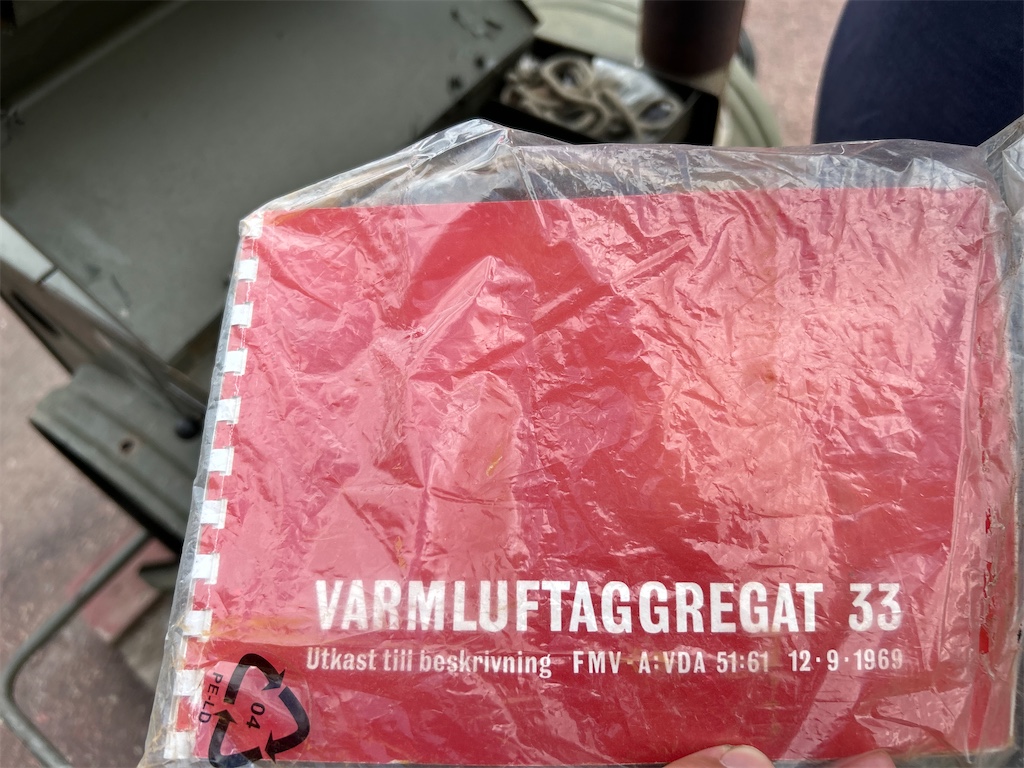 VARMLUFTAGGREGAT 33
Utkast till beskrivning FMV-A:VDA 51:61 12·9·1969
04
PE-LD